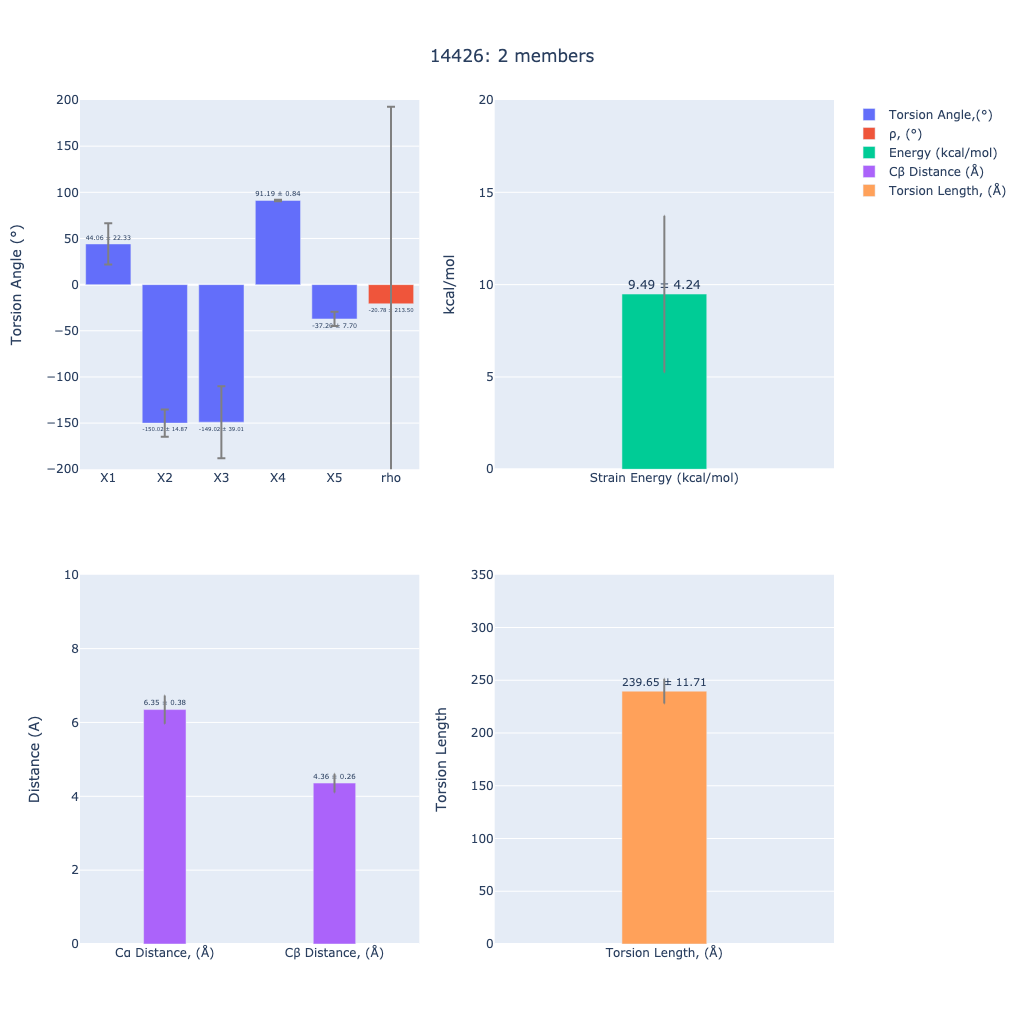 14426: 2 members
200
150
100
50
0
−50
−100
−150
−200
Torsion Angle (°)
44.06 ± 22.33
-150.02 ± 14.87
-149.02 ± 39.01
91.19 ± 0.84
-37.20 ± 7.70
-20.76 ± 213.50
X1 X2 X3 X4 X5 rho
20
15
10
5
0
kcal/mol
9.49 ± 4.24
Strain Energy (kcal/mol)
Torsion Angle,(°)
ρ, (°)
Energy (kcal/mol)
Cβ Distance (Å)
Torsion Length, (Å)
10
8
6
4
2
0
Distance (A)
6.35 ± 0.38
4.36 ± 0.26
Cα Distance, (Å) Cβ Distance, (Å)
350
300
250
200
150
100
50
0
Torsion Length
239.65 ± 11.71
Torsion Length, (Å)